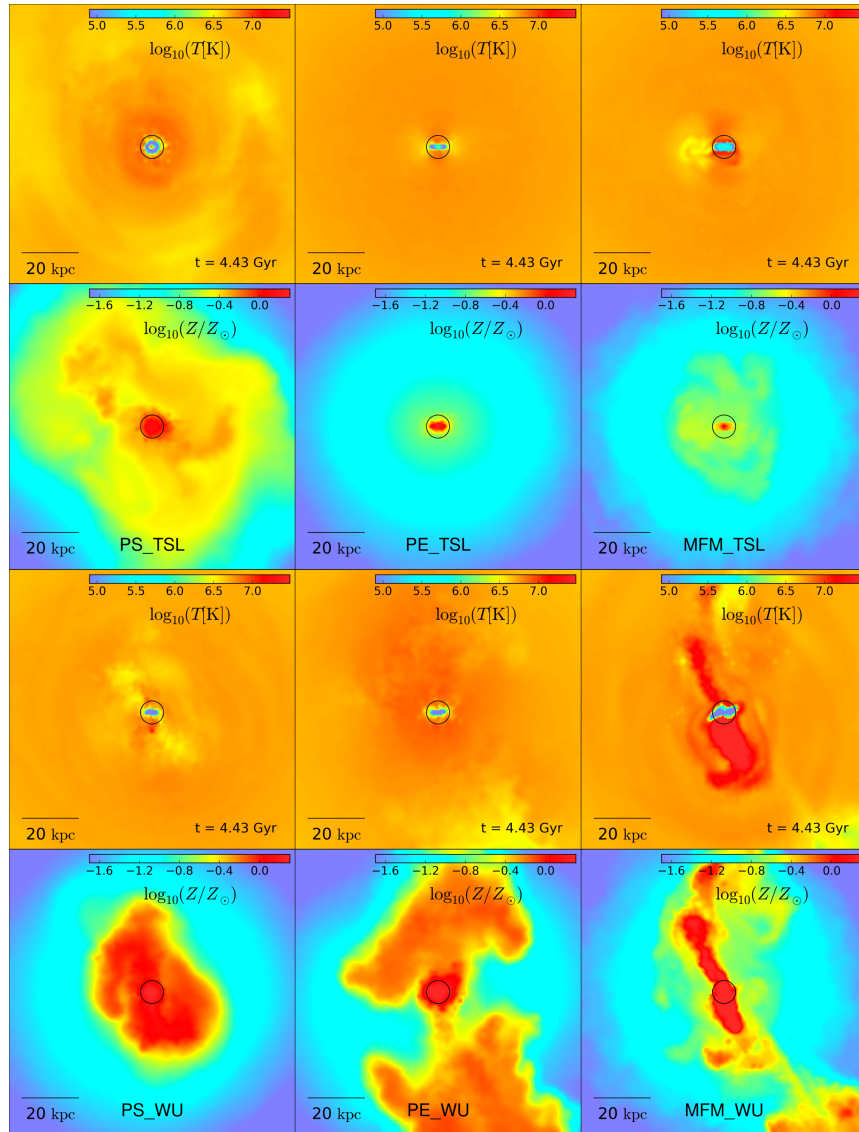 5.0 5.5 6.0 6.5 7.0
log₁₀(T[K])
20 kpc
t = 4.43 Gyr
5.0 5.5 6.0 6.5 7.0
log₁₀(T[K])
20 kpc
t = 4.43 Gyr
5.0 5.5 6.0 6.5 7.0
log₁₀(T[K])
20 kpc
t = 4.43 Gyr
−1.6 −1.2 −0.8 −0.4 0.0
log₁₀(Z/Z⊙)
20 kpc
PS_TSL
−1.6 −1.2 −0.8 −0.4 0.0
log₁₀(Z/Z⊙)
20 kpc
PE_TSL
−1.6 −1.2 −0.8 −0.4 0.0
log₁₀(Z/Z⊙)
20 kpc
MFM_TSL
5.0 5.5 6.0 6.5 7.0
log₁₀(T[K])
20 kpc
t = 4.43 Gyr
5.0 5.5 6.0 6.5 7.0
log₁₀(T[K])
20 kpc
t = 4.43 Gyr
5.0 5.5 6.0 6.5 7.0
log₁₀(T[K])
20 kpc
t = 4.43 Gyr
−1.6 −1.2 −0.8 −0.4 0.0
log₁₀(Z/Z⊙)
20 kpc
PS_WU
−1.6 −1.2 −0.8 −0.4 0.0
log₁₀(Z/Z⊙)
20 kpc
PE_WU
−1.6 −1.2 −0.8 −0.4 0.0
log₁₀(Z/Z⊙)
20 kpc
MFM_WU